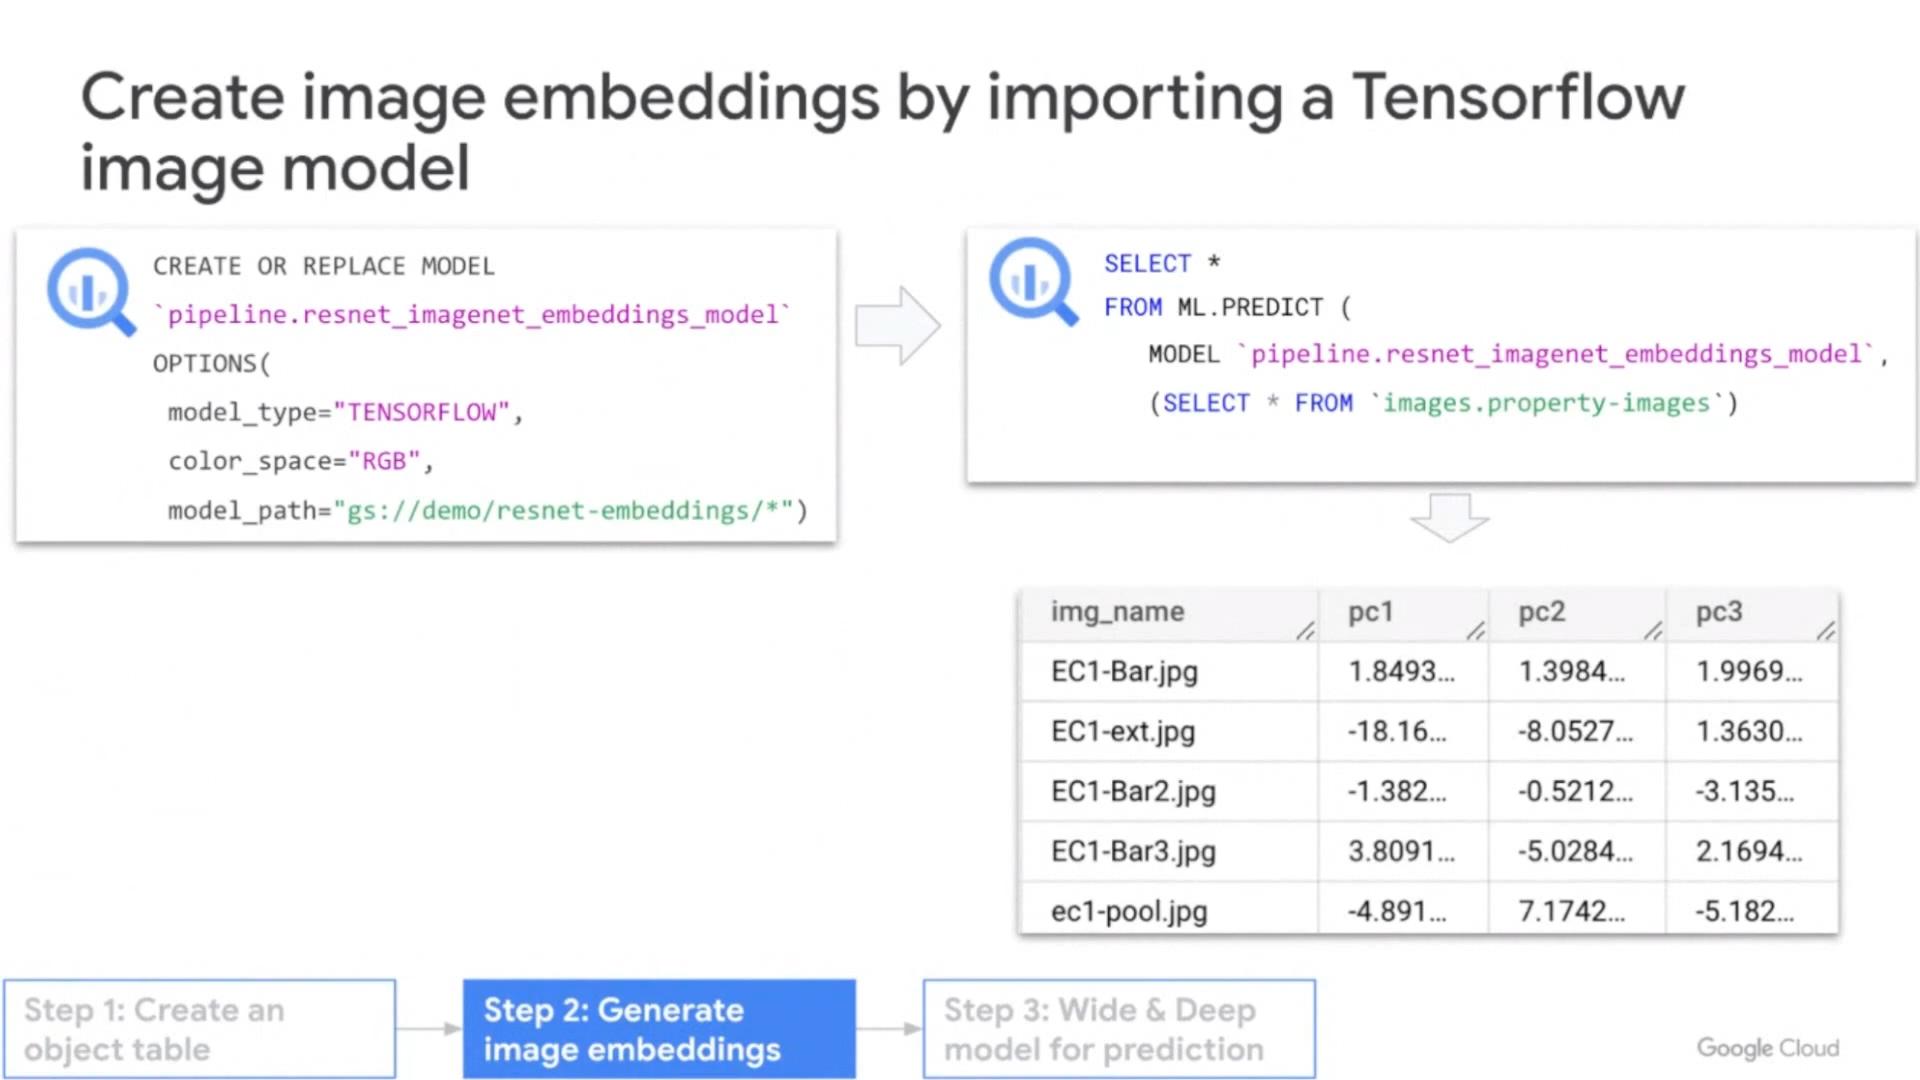 Create image embeddings by importing a Tensorflow
image model
CREATE OR REPLACE MODEL
`pipeline.resnet_imagenet_embeddings_model`
OPTIONS(
model_type="TENSORFLOW",
color_space="RGB",
model_path="gs://demo/resnet-embeddings/*")
SELECT *
FROM ML.PREDICT (
MODEL `pipeline.resnet_imagenet_embeddings_model`,
(SELECT * FROM `images.property-images`)
img_name pc1 pc2 pc3
EC1-Bar.jpg 1.8493... 1.3984... 1.9969...
EC1-ext.jpg -18.16... -8.0527... 1.3630...
EC1-Bar2.jpg -1.382... -0.5212... -3.135...
EC1-Bar3.jpg 3.8091... -5.0284... 2.1694...
ec1-pool.jpg -4.891... 7.1742... -5.182...
Step 1: Create an
object table
Step 2: Generate
image embeddings
Step 3: Wide & Deep
model for prediction
Google Cloud